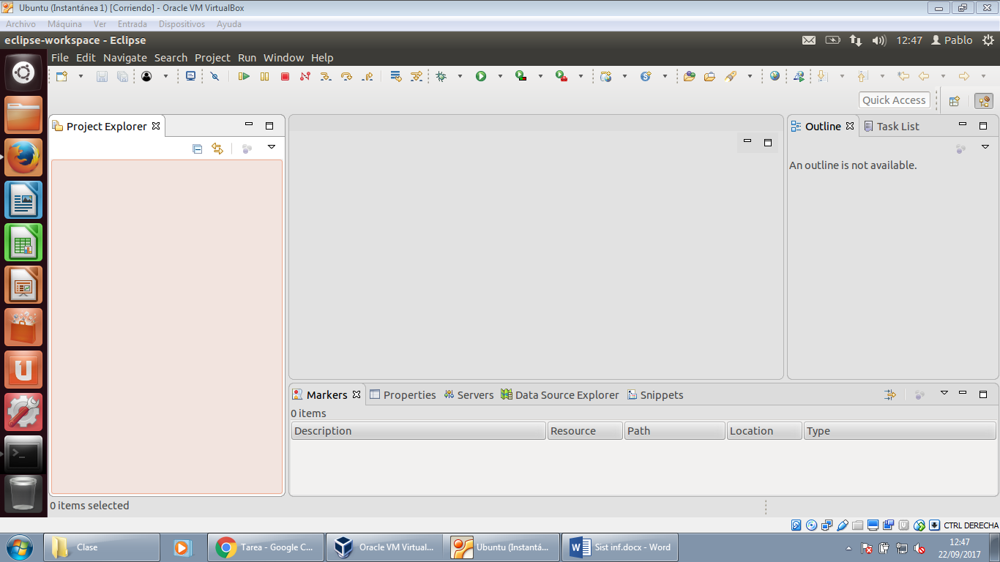 Ubuntu (Instantánea 1) [Corriendo] - Oracle VM VirtualBox
Archivo Máquina Ver Entrada Dispositivos Ayuda
eclipse-workspace - Eclipse 12:47 Pablo
File Edit Navigate Search Project Run Window Help
Quick Access
Project Explorer
Outline Task List
An outline is not available.
Markers Properties Servers Data Source Explorer Snippets
0 items
Description Resource Path Location Type
0 items selected
CTRL DERECHA
Clase Tarea - Google C... Oracle VM Virtual... Ubuntu (Instantá... Sist inf.docx - Word 12:47
22/09/2017